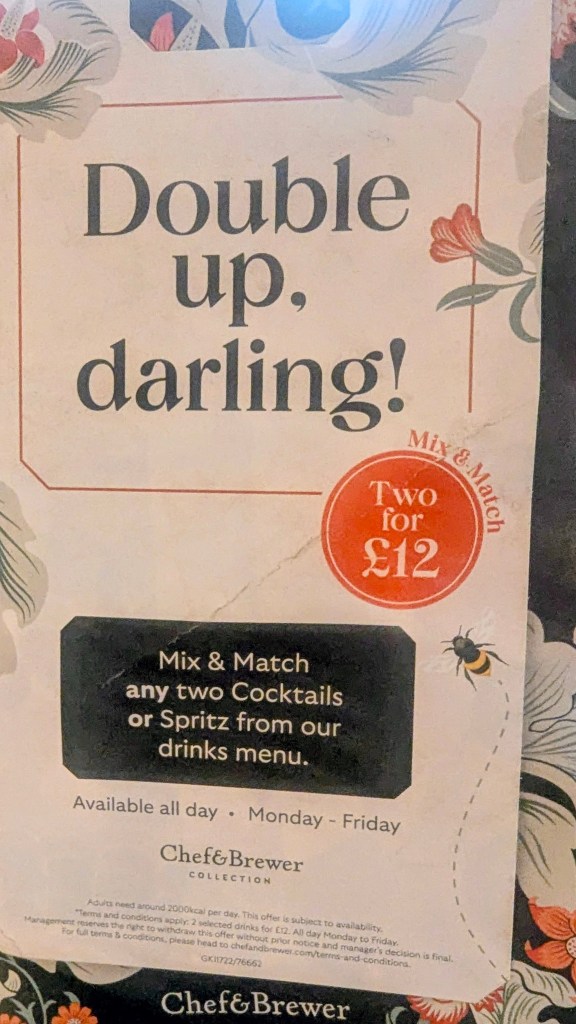 Double
up,
darling!
Mix & Match
Two
for
£12
Mix & Match
any two Cocktails
or Spritz from our
drinks menu.
Available all day • Monday - Friday
Chef&Brewer
COLLECTION
Adults need around 2000kcal per day. This offer is subject to availability.
*Terms and conditions apply: 2 selected drinks for £12. All day Monday to Friday.
Management reserves the right to withdraw this offer without prior notice and manager's decision is final.
For full terms & conditions, please head to chefandbrewer.com/terms-and-conditions.
GK11722/76662
Chef&Brewer